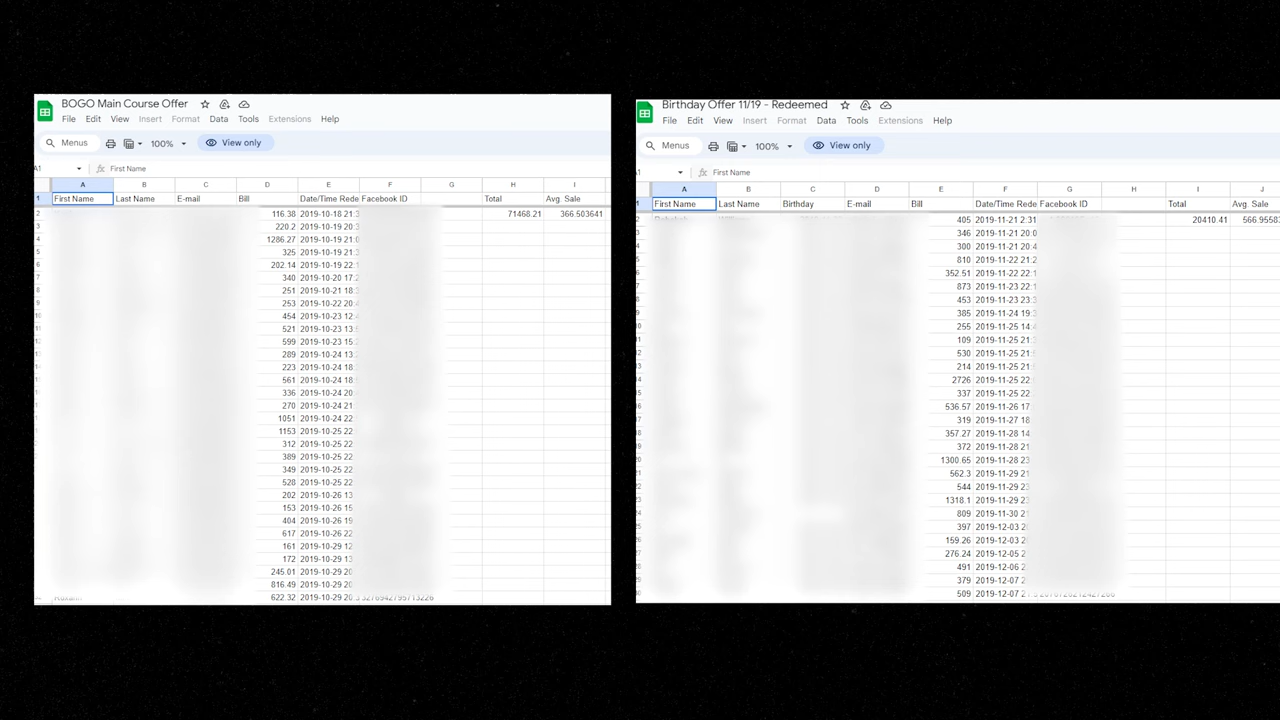 BOGO Main Course Offer
File Edit View Insert Format Data Tools Extensions Help
Menus 100% View only
A1 fx First Name
A B C D E F G H I
1 First Name Last Name E-mail Bill Date/Time Rede Facebook ID Total Avg. Sale
2 116.38 2019-10-18 21:3 71468.21 366.503641
3 220.2 2019-10-19 20:3
4 1286.27 2019-10-19 21:0
5 325 2019-10-19 21:3
6 202.14 2019-10-19 22:1
7 340 2019-10-20 17:2
8 251 2019-10-21 18:3
9 253 2019-10-22 20:4
10 454 2019-10-23 12:4
11 521 2019-10-23 13:5
12 599 2019-10-23 15:2
289 2019-10-24 13:2
223 2019-10-24 18:
561 2019-10-24 18:
336 2019-10-24 20:
270 2019-10-24 21
1051 2019-10-24 22:
1153 2019-10-25 22
312 2019-10-25 22
389 2019-10-25 22
349 2019-10-25 22
528 2019-10-25 22
202 2019-10-26 13
153 2019-10-26 15
404 2019-10-26 19
617 2019-10-26 22
161 2019-10-29 12
172 2019-10-29 13
245.01 2019-10-29 20
816.49 2019-10-29 20
622.32 2019-10-29 20:3
Birthday Offer 11/19 - Redeemed
File Edit View Insert Format Data Tools Extensions Help
Menus 100% View only
fx First Name
A B C D E F G H I J
First Name Last Name Birthday E-mail Bill Date/Time Rede Facebook ID Total Avg. Sale
405 2019-11-21 2:31 20410.41 566.95583
346 2019-11-21 20:0
300 2019-11-21 20:4
810 2019-11-22 21:2
352.51 2019-11-22 22:1
873 2019-11-23 22:1
453 2019-11-23 23:3
385 2019-11-24 19:3
255 2019-11-25 14:4
109 2019-11-25 21:
530 2019-11-25 21:
214 2019-11-25 21:
2726 2019-11-25 22
337 2019-11-25 22
536.57 2019-11-26 17
319 2019-11-27 18
357.27 2019-11-28 14
372 2019-11-28 21
1300.65 2019-11-28 23
562.3 2019-11-29 21
544 2019-11-29 23
1318.1 2019-11-29 23
809 2019-11-30 21
397 2019-12-03 20
159.26 2019-12-03 20
276.24 2019-12-05 2
491 2019-12-06 2
379 2019-12-07 2
509 2019-12-07 2